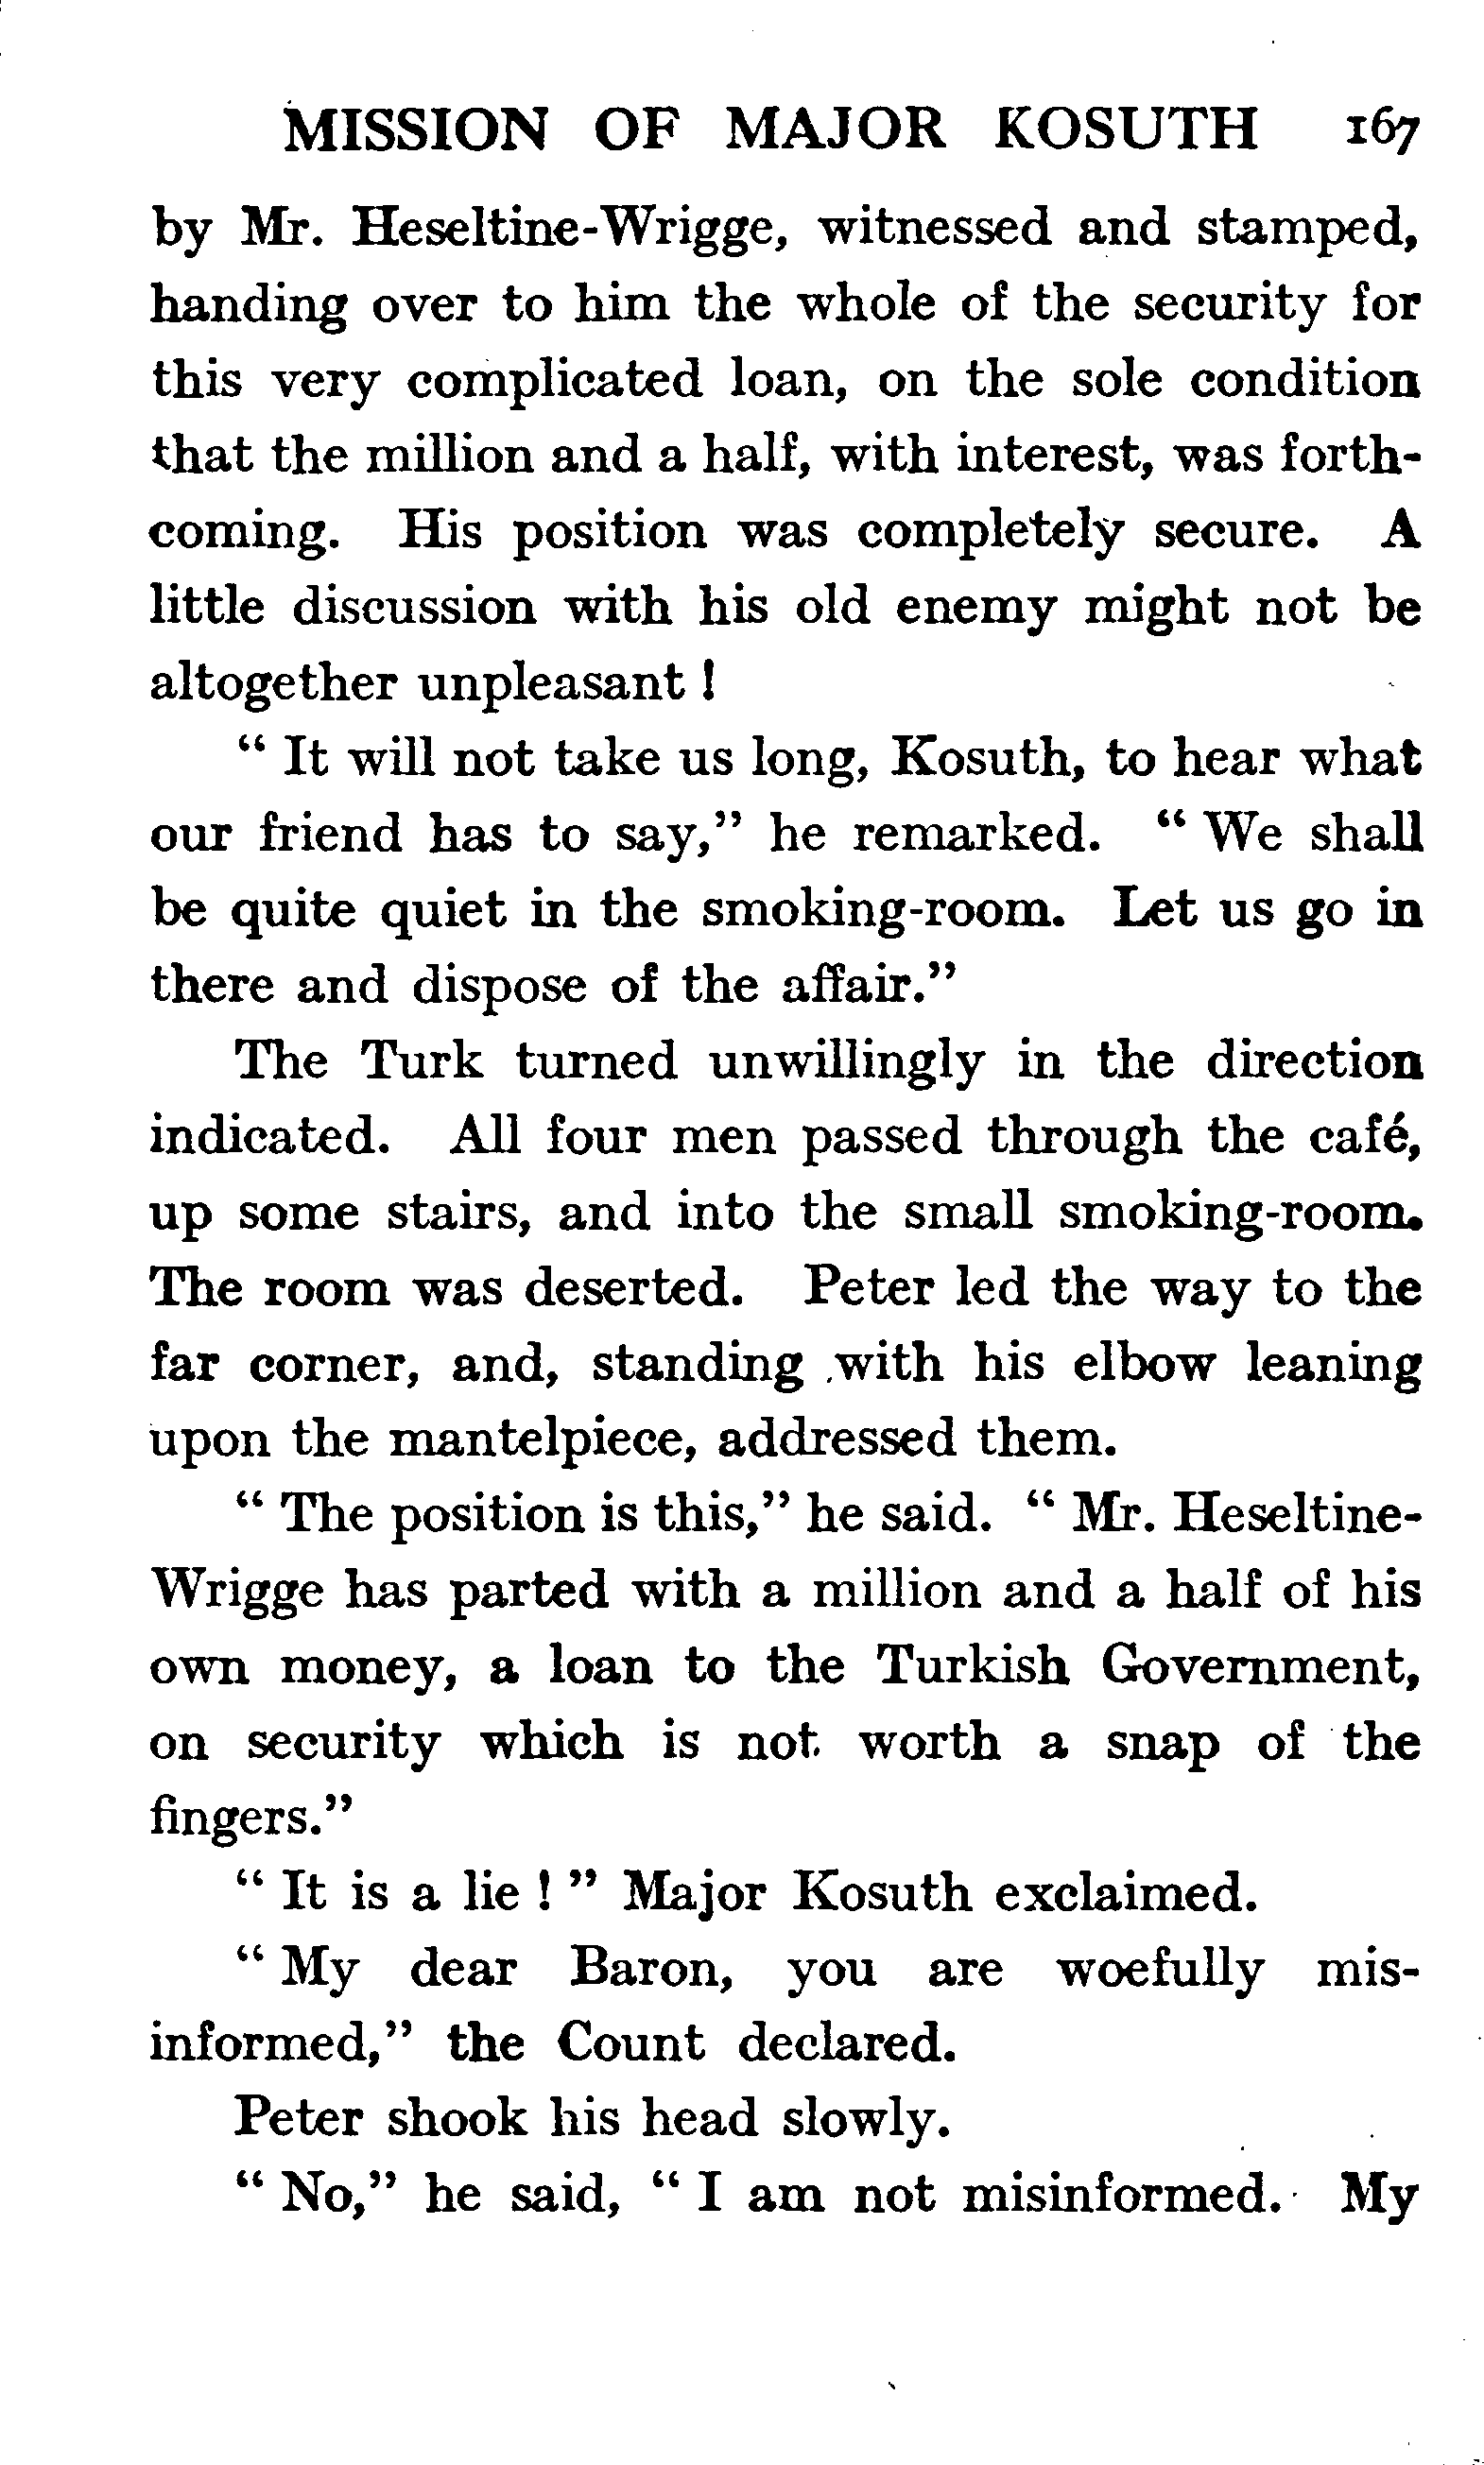 MISSION OF MAJOR KOSUTH 167
by Mr. Heseltine-Wrigge, witnessed and stamped,
handing over to him the whole of the security for
this very complicated loan, on the sole condition
that the million and a half, with interest, was forth-
coming. His position was completely secure. A
little discussion with his old enemy might not be
altogether unpleasant !
“ It will not take us long, Kosuth, to hear what
our friend has to say,” he remarked. “ We shall
be quite quiet in the smoking-room. Let us go in
there and dispose of the affair.”
The Turk turned unwillingly in the direction
indicated. All four men passed through the café,
up some stairs, and into the small smoking-room.
The room was deserted. Peter led the way to the
far corner, and, standing with his elbow leaning
upon the mantelpiece, addressed them.
“ The position is this,” he said. “ Mr. Heseltine-
Wrigge has parted with a million and a half of his
own money, a loan to the Turkish Government,
on security which is not worth a snap of the
fingers.”
“ It is a lie ! ” Major Kosuth exclaimed.
“ My dear Baron, you are woefully mis-
informed,” the Count declared.
Peter shook his head slowly.
“ No,” he said, “ I am not misinformed. My